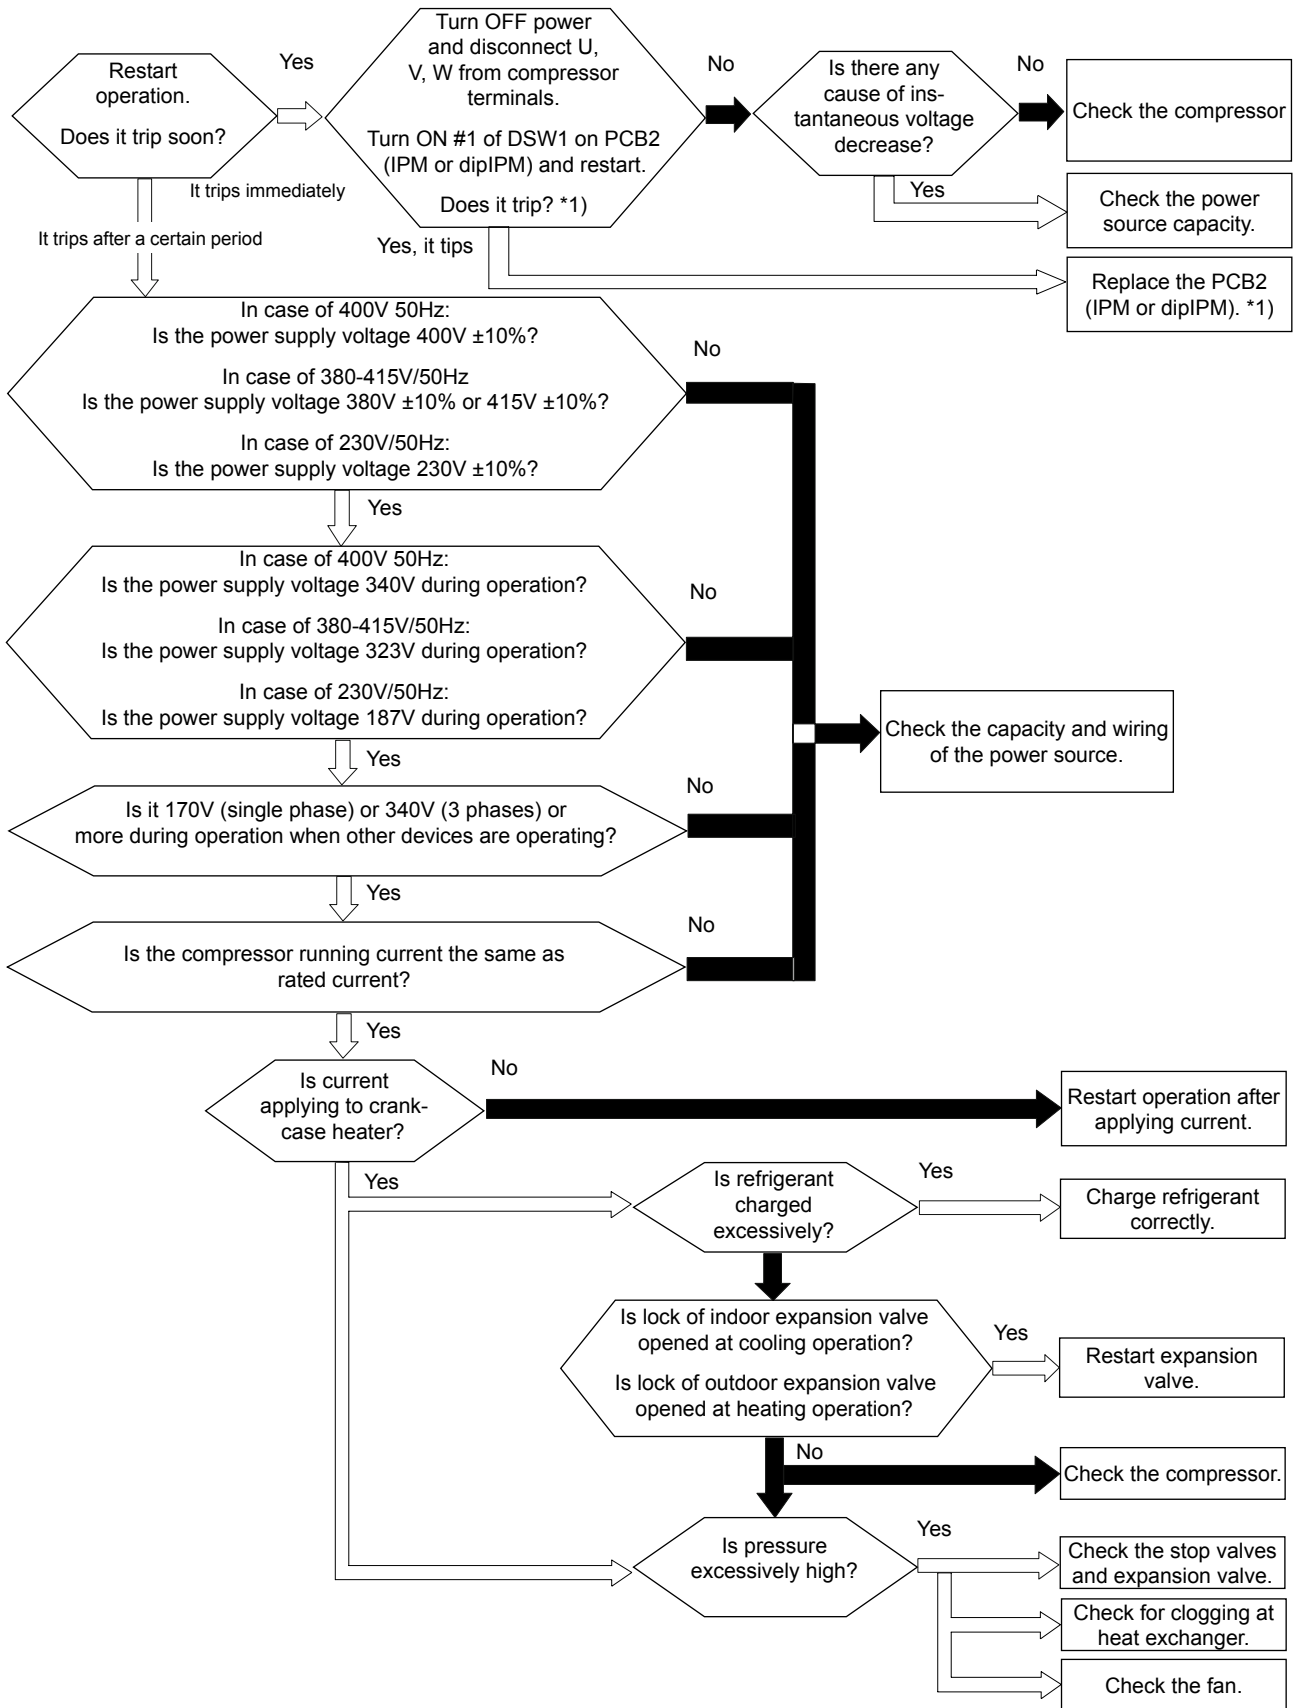 Restart
operation.
Does it trip soon?
Yes
Turn OFF power
and disconnect U,
V, W from compressor
terminals.
Turn ON #1 of DSW1 on PCB2
(IPM or dipIPM) and restart.
Does it trip? *1)
No
Is there any
cause of ins-
tantaneous voltage
decrease?
No
Check the compressor
It trips immediately
Yes
Check the power
source capacity.
It trips after a certain period
Yes, it tips
Replace the PCB2
(IPM or dipIPM). *1)
In case of 400V 50Hz:
Is the power supply voltage 400V ±10%?
In case of 380-415V/50Hz
Is the power supply voltage 380V ±10% or 415V ±10%?
In case of 230V/50Hz:
Is the power supply voltage 230V ±10%?
No
Yes
In case of 400V 50Hz:
Is the power supply voltage 340V during operation?
In case of 380-415V/50Hz:
Is the power supply voltage 323V during operation?
In case of 230V/50Hz:
Is the power supply voltage 187V during operation?
No
Check the capacity and wiring
of the power source.
Yes
Is it 170V (single phase) or 340V (3 phases) or
more during operation when other devices are operating?
No
Yes
Is the compressor running current the same as
rated current?
No
Yes
Is current
applying to crank-
case heater?
No
Restart operation after
applying current.
Yes
Is refrigerant
charged
excessively?
Yes
Charge refrigerant
correctly.
Is lock of indoor expansion valve
opened at cooling operation?
Is lock of outdoor expansion valve
opened at heating operation?
Yes
Restart expansion
valve.
No
Check the compressor.
Is pressure
excessively high?
Yes
Check the stop valves
and expansion valve.
Check for clogging at
heat exchanger.
Check the fan.